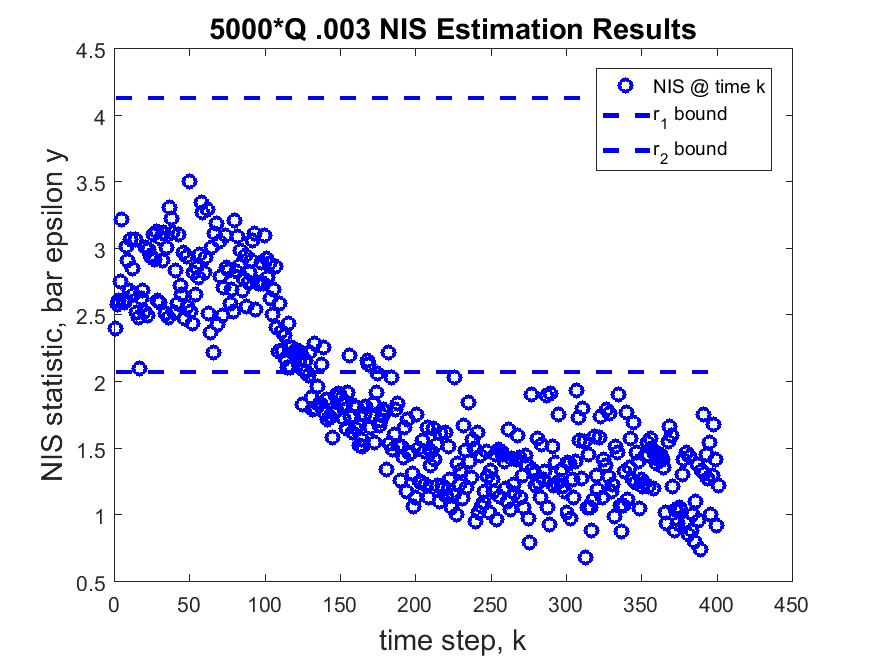 5000*Q .003 NIS Estimation Results
4.5
4
3.5
3
2.5
2
1.5
1
0.5
NIS statistic, bar epsilon y
NIS @ time k
r1 bound
r2 bound
0 50 100 150 200 250 300 350 400 450
time step, k